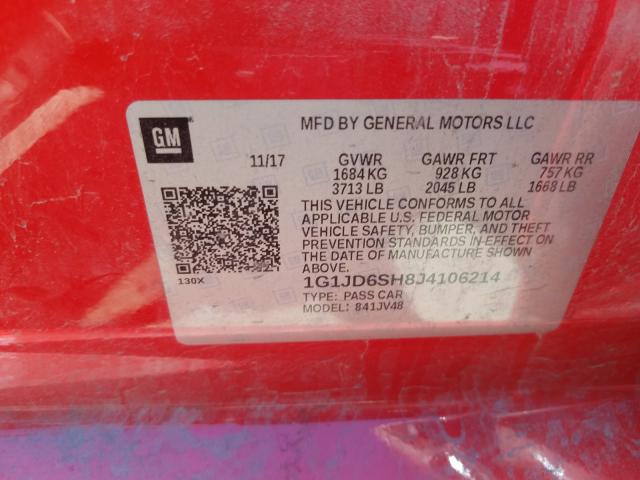 GM
MFD BY GENERAL MOTORS LLC
11/17 GVWR GAWR FRT GAWR RR
1684 KG 928 KG 757 KG
3713 LB 2045 LB 1668 LB
THIS VEHICLE CONFORMS TO ALL
APPLICABLE U.S. FEDERAL MOTOR
VEHICLE SAFETY, BUMPER, AND THEFT
PREVENTION STANDARDS IN-EFFECT ON
THE DATE OF MANUFACTURE SHOWN
ABOVE.
130X
1G1JD6SH8J4106214
TYPE: PASS CAR
MODEL: 841JV48